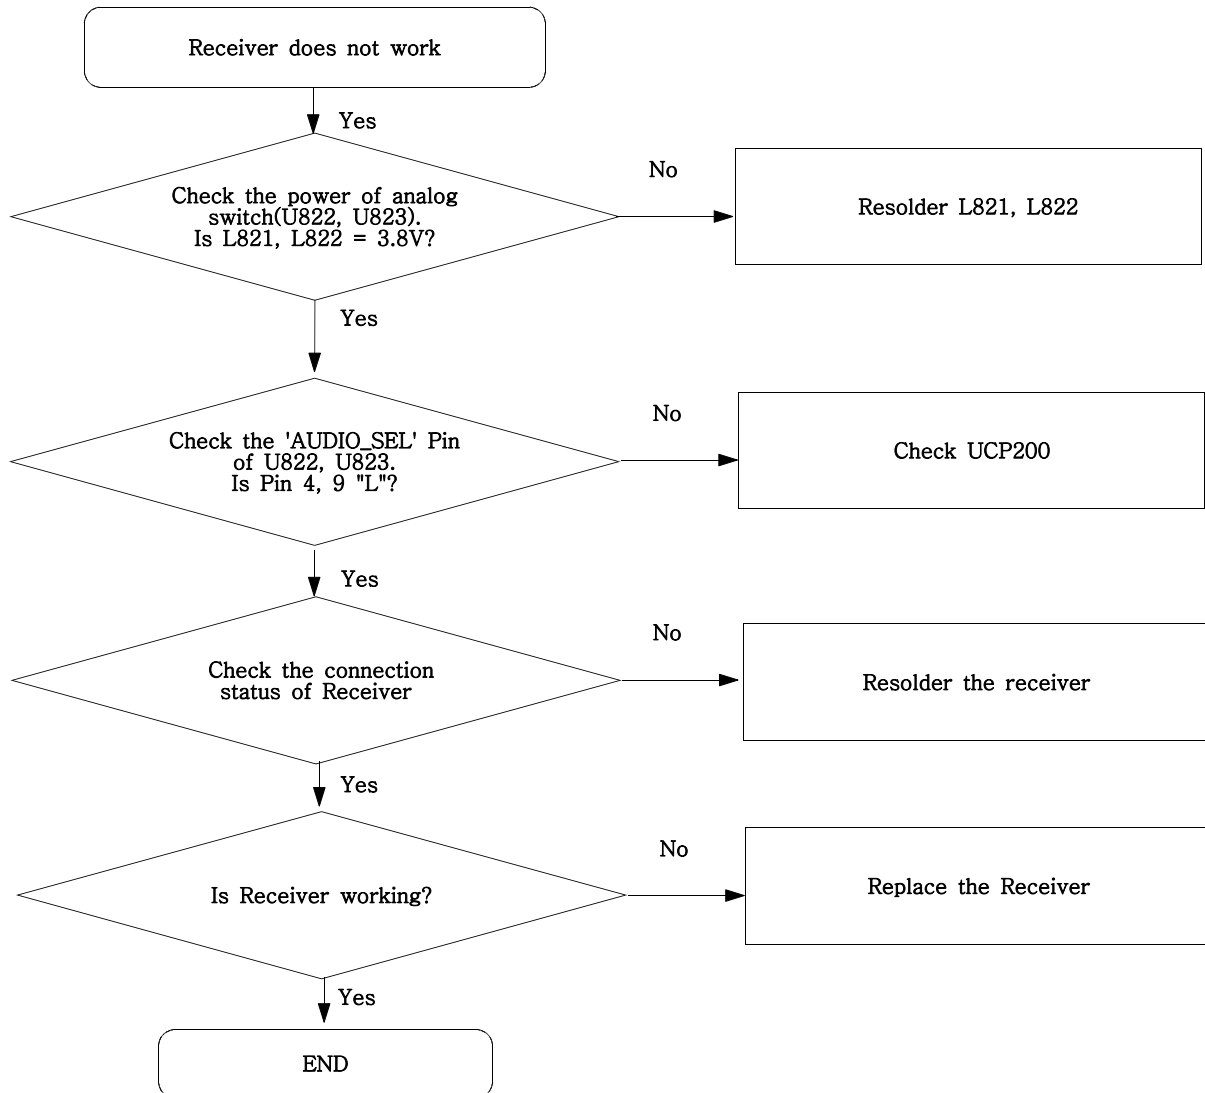 Receiver does not work
Yes
Check the power of analog
switch(U822, U823).
Is L821, L822 = 3.8V?
No
Resolder L821, L822
Yes
Check the 'AUDIO_SEL' Pin
of U822, U823.
Is Pin 4, 9 "L"?
No
Check UCP200
Yes
Check the connection
status of Receiver
No
Resolder the receiver
Yes
Is Receiver working?
No
Replace the Receiver
Yes
END